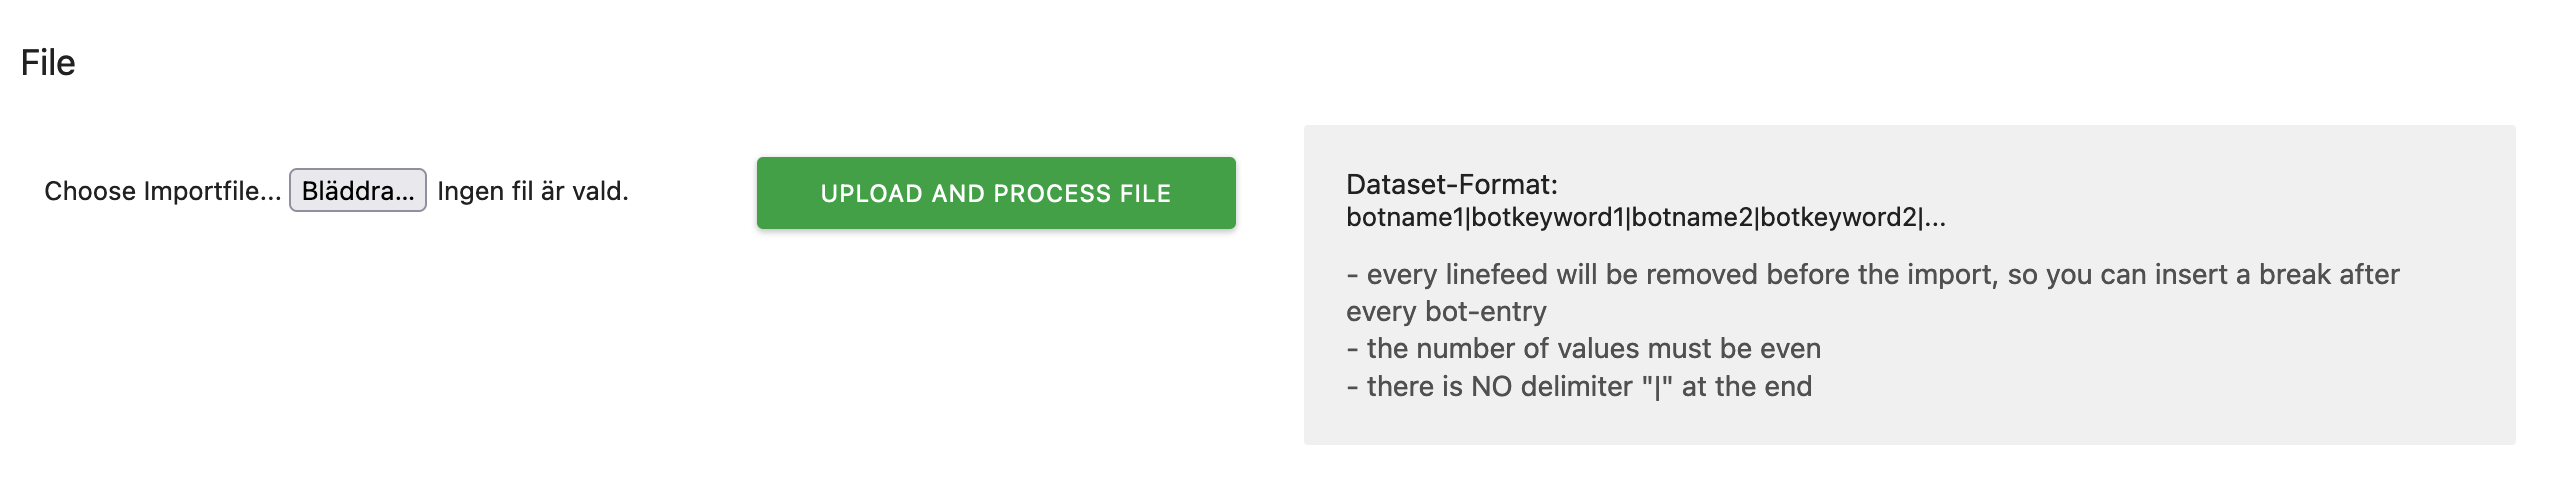 File
Choose Importfile... Bläddra... Ingen fil är vald.
UPLOAD AND PROCESS FILE
Dataset-Format:
botname1|botkeyword1|botname2|botkeyword2|...
- every linefeed will be removed before the import, so you can insert a break after
every bot-entry
- the number of values must be even
- there is NO delimiter "|" at the end